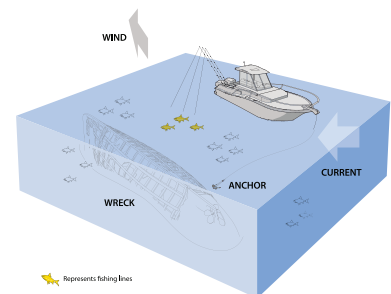 WIND
ANCHOR
CURRENT
WRECK
Represents fishing lines